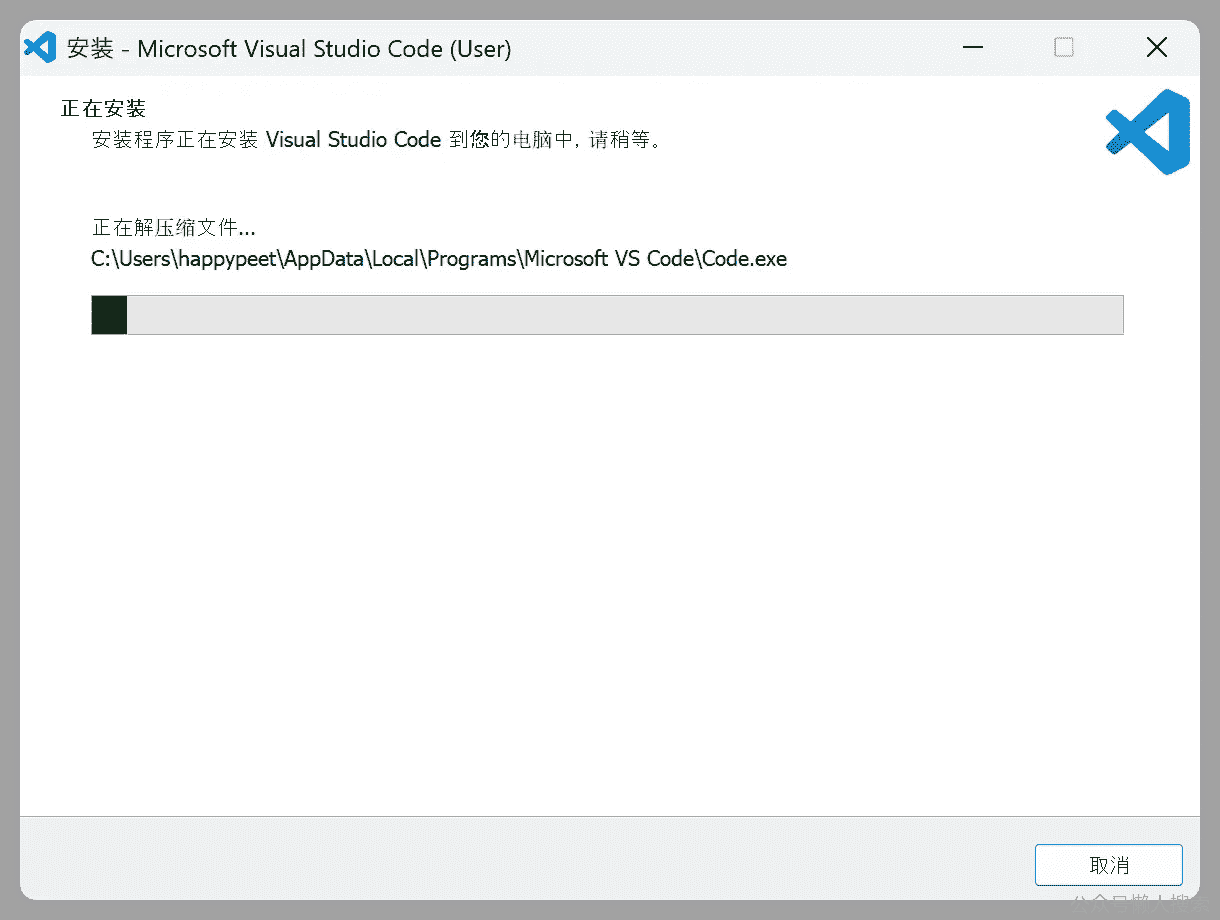 安装 - Microsoft Visual Studio Code (User)
正在安装
安装程序正在安装 Visual Studio Code 到您的电脑中, 请稍等。
正在解压缩文件...
C:\Users\happypeet\AppData\Local\Programs\Microsoft VS Code\Code.exe
取消